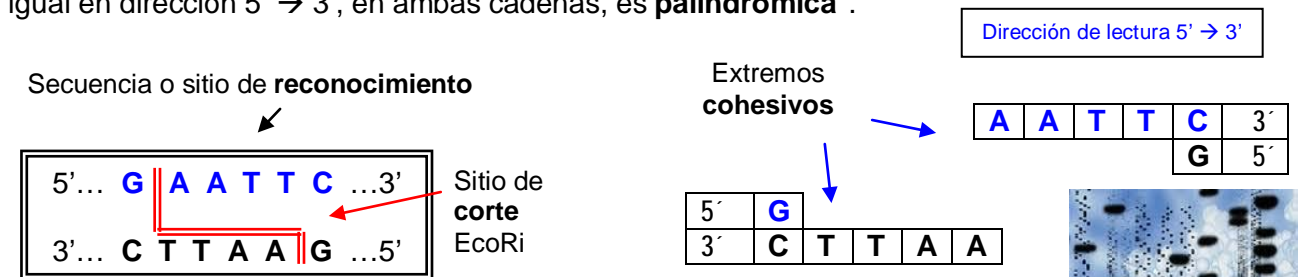 igual en dirección 5' → 3', en ambas cadenas, es palindrómica".
Dirección de lectura 5' → 3'
Secuencia o sitio de reconocimiento
Extremos
cohesivos
A A T T C 3´
G 5´
5'… G A A T T C …3'
3'… C T T A A G …5'
Sitio de
corte
EcoRi
5´ G
3´ C T T A A